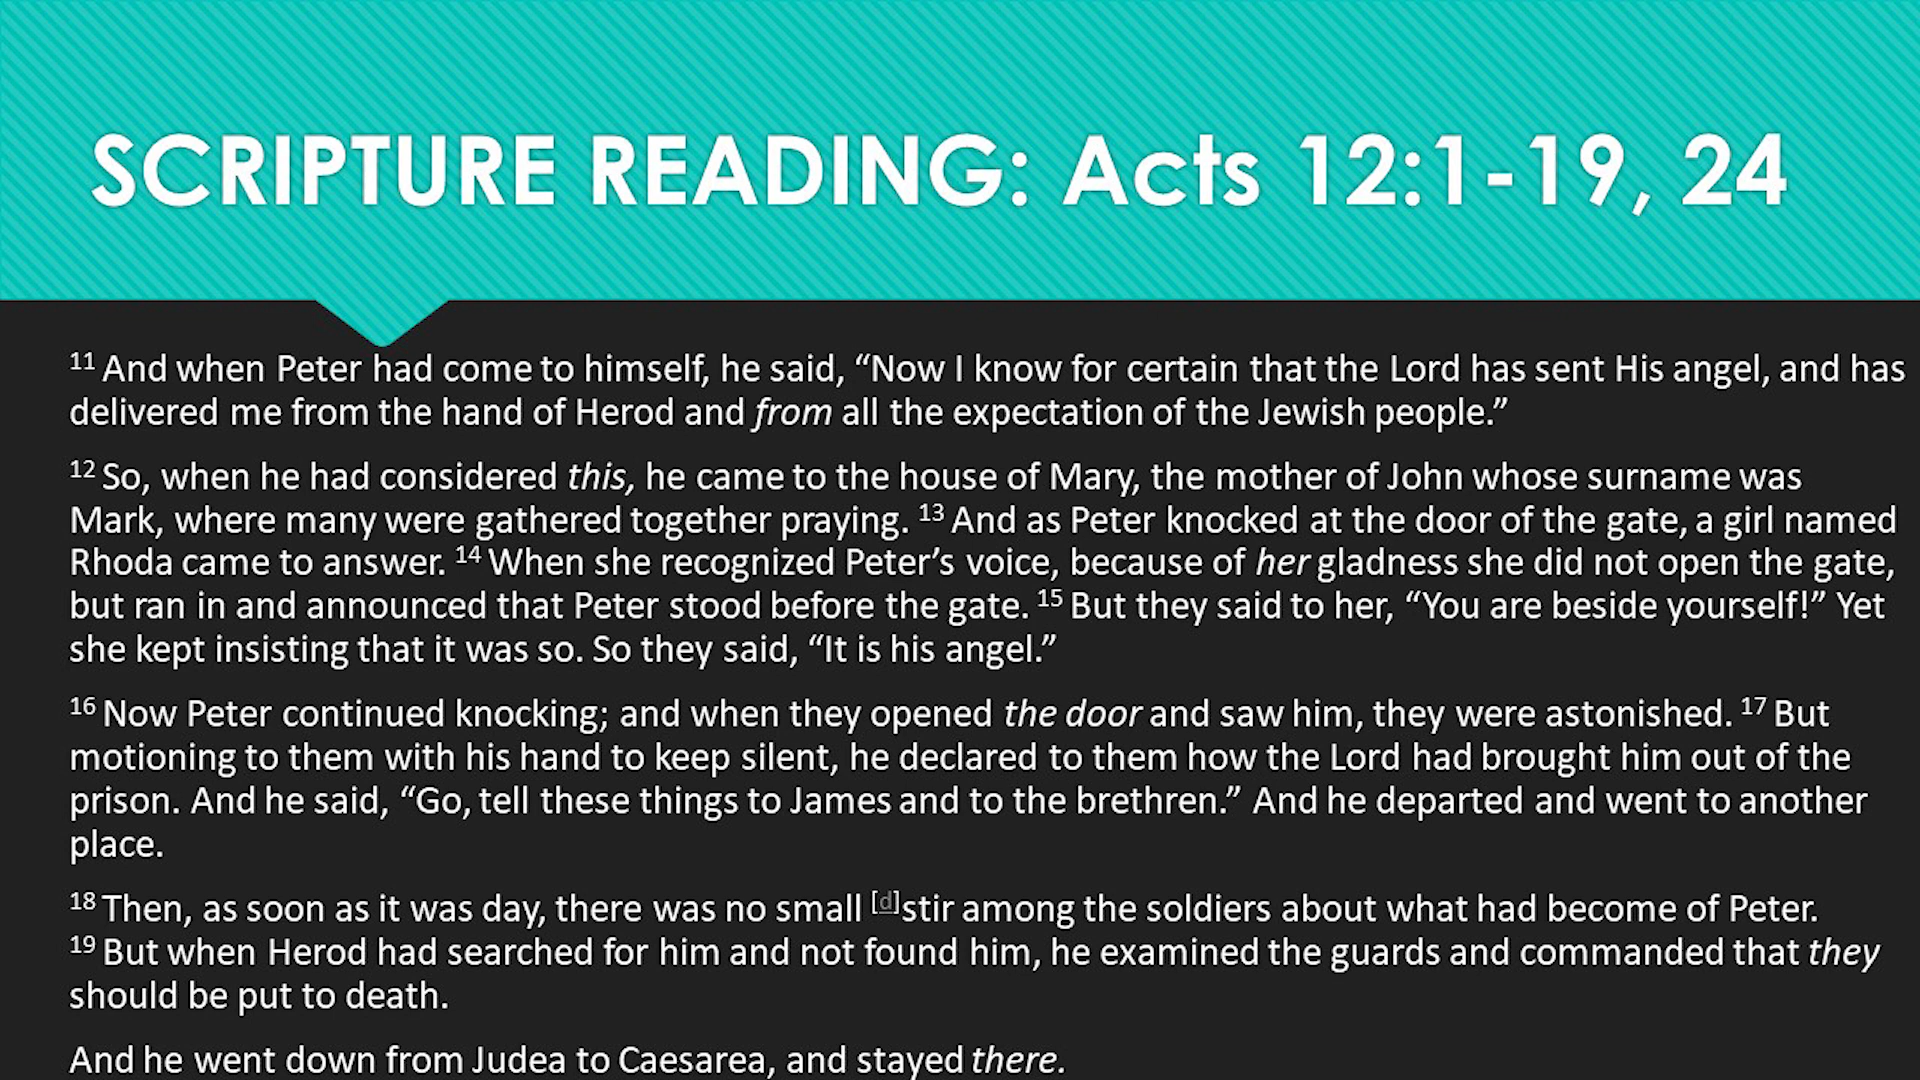 SCRIPTURE READING: Acts 12:1-19, 24
11 And when Peter had come to himself, he said, “Now I know for certain that the Lord has sent His angel, and has
delivered me from the hand of Herod and from all the expectation of the Jewish people.”
12 So, when he had considered this, he came to the house of Mary, the mother of John whose surname was
Mark, where many were gathered together praying. 13 And as Peter knocked at the door of the gate, a girl named
Rhoda came to answer. 14 When she recognized Peter’s voice, because of her gladness she did not open the gate,
but ran in and announced that Peter stood before the gate. 15 But they said to her, “You are beside yourself!” Yet
she kept insisting that it was so. So they said, “It is his angel.”
16 Now Peter continued knocking; and when they opened the door and saw him, they were astonished. 17 But
motioning to them with his hand to keep silent, he declared to them how the Lord had brought him out of the
prison. And he said, “Go, tell these things to James and to the brethren.” And he departed and went to another
place.
18 Then, as soon as it was day, there was no small [d]stir among the soldiers about what had become of Peter.
19 But when Herod had searched for him and not found him, he examined the guards and commanded that they
should be put to death.
And he went down from Judea to Caesarea, and stayed there.